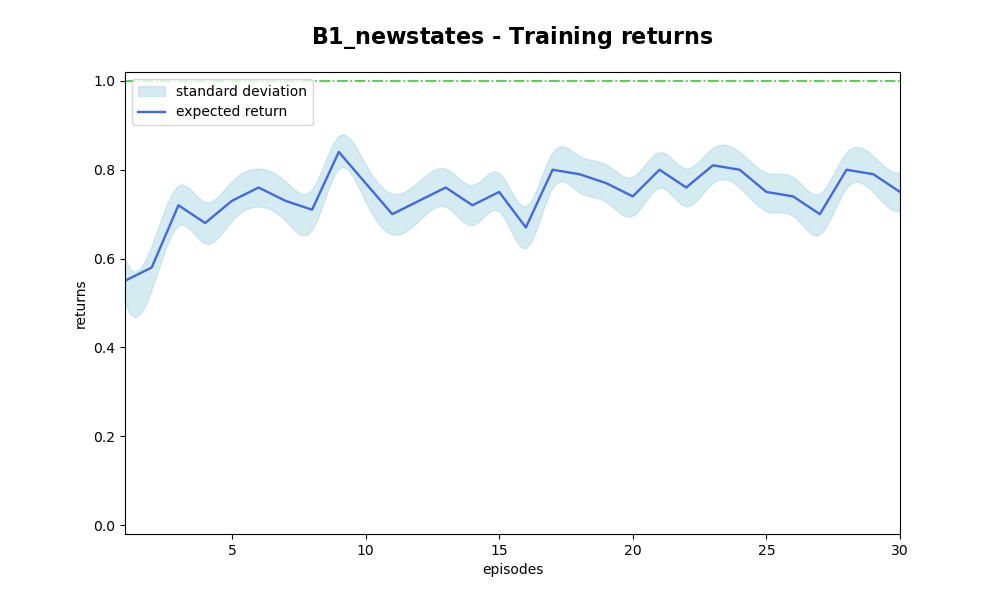 B1_newstates - Training returns
1.0
standard deviation
expected return
0.8
0.6
returns
0.4
0.2
0.0
5
10
15
20
25
30
episodes